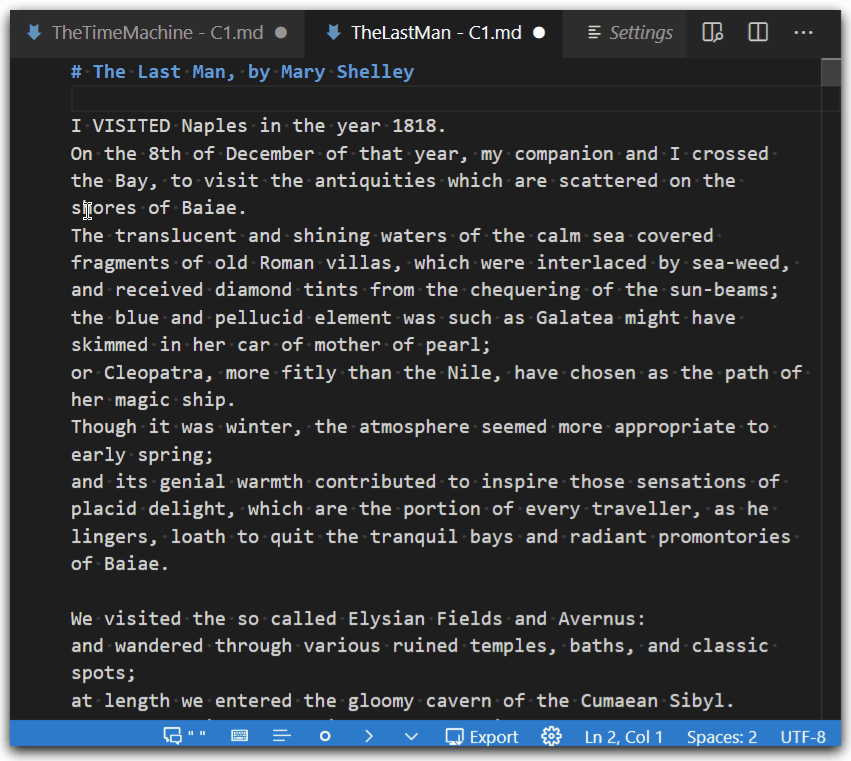 TheTimeMachine - C1.md
TheLastMan - C1.md
Settings
# The Last Man, by Mary Shelley
I VISITED Naples in the year 1818.
On the 8th of December of that year, my companion and I crossed
the Bay, to visit the antiquities which are scattered on the
shores of Baiae.
The translucent and shining waters of the calm sea covered
fragments of old Roman villas, which were interlaced by sea-weed,
and received diamond tints from the chequering of the sun-beams;
the blue and pellucid element was such as Galatea might have
skimmed in her car of mother of pearl;
or Cleopatra, more fitly than the Nile, have chosen as the path of
her magic ship.
Though it was winter, the atmosphere seemed more appropriate to
early spring;
and its genial warmth contributed to inspire those sensations of
placid delight, which are the portion of every traveller, as he
lingers, loath to quit the tranquil bays and radiant promontories
of Baiae.
We visited the so called Elysian Fields and Avernus:
and wandered through various ruined temples, baths, and classic
spots;
at length we entered the gloomy cavern of the Cumaean Sibyl.
" " Export Ln 2, Col 1 Spaces: 2 UTF-8